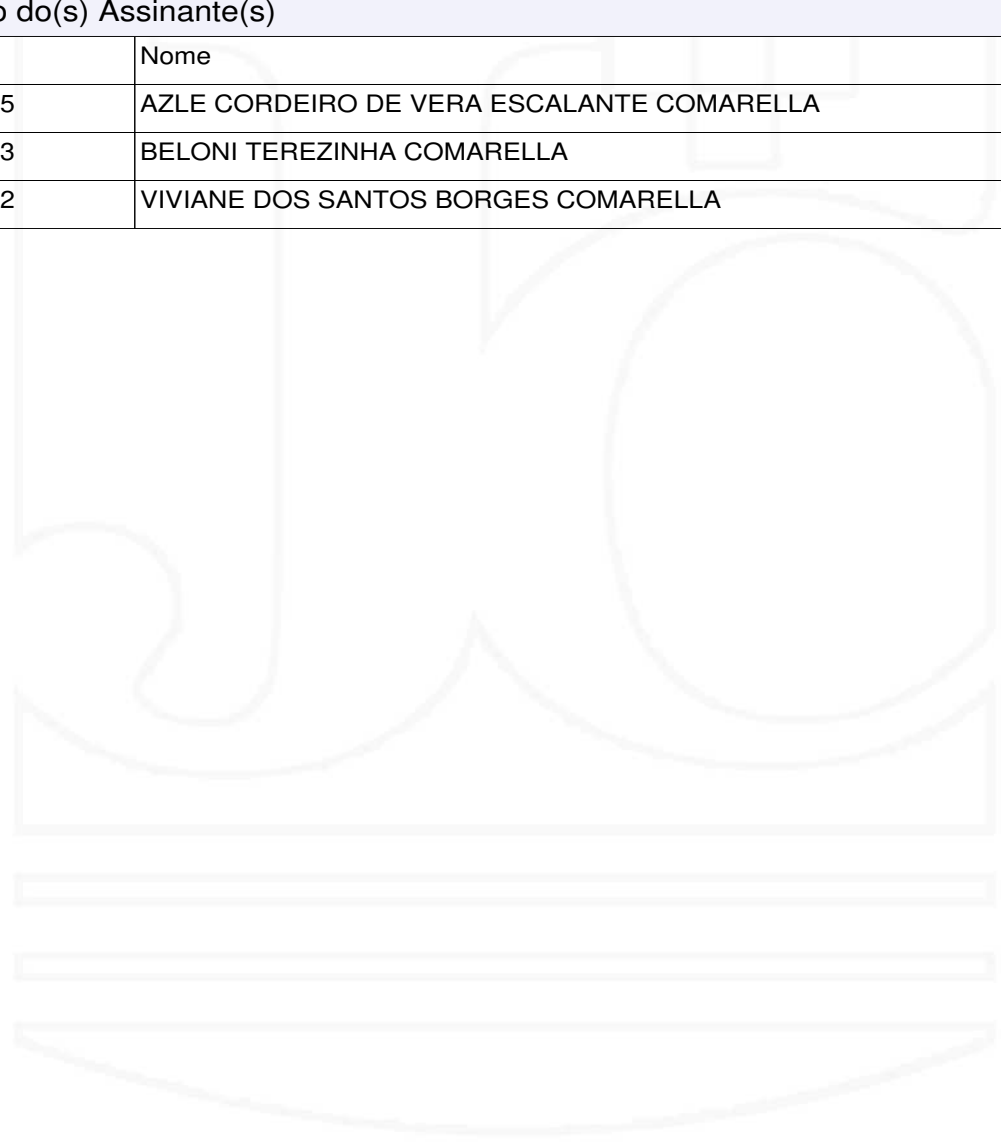 o do(s) Assinante(s)
Nome
5 AZLE CORDEIRO DE VERA ESCALANTE COMARELLA
3 BELONI TEREZINHA COMARELLA
2 VIVIANE DOS SANTOS BORGES COMARELLA